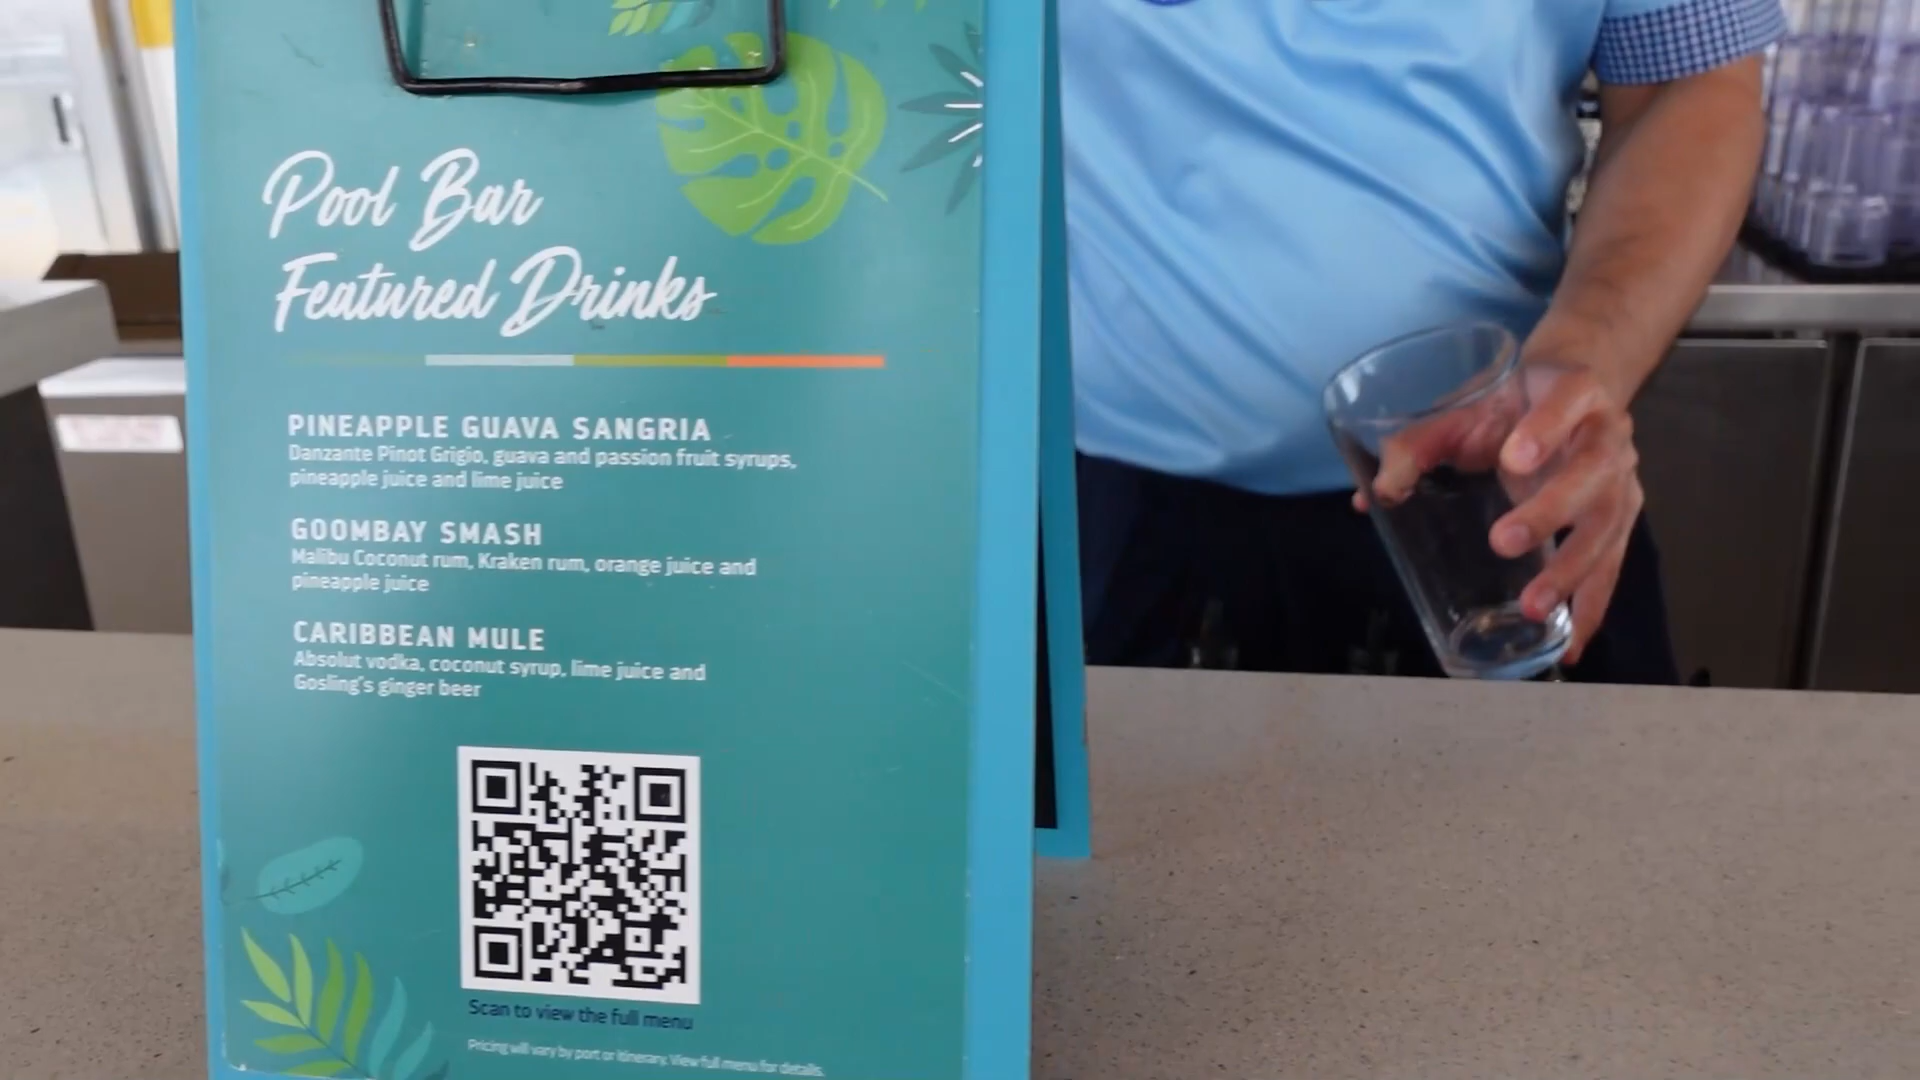 Pool Bar
Featured Drinks
PINEAPPLE GUAVA SANGRIA
Danzante Pinot Grigio, guava and passion fruit syrups,
pineapple juice and lime juice
GOOMBAY SMASH
Malibu Coconut rum, Kraken rum, orange juice and
pineapple juice
CARIBBEAN MULE
Absolut vodka, coconut syrup, lime juice and
Gosling's ginger beer
Scan to view the full menu
Pricing will vary by port or itinerary. View full menu for details.